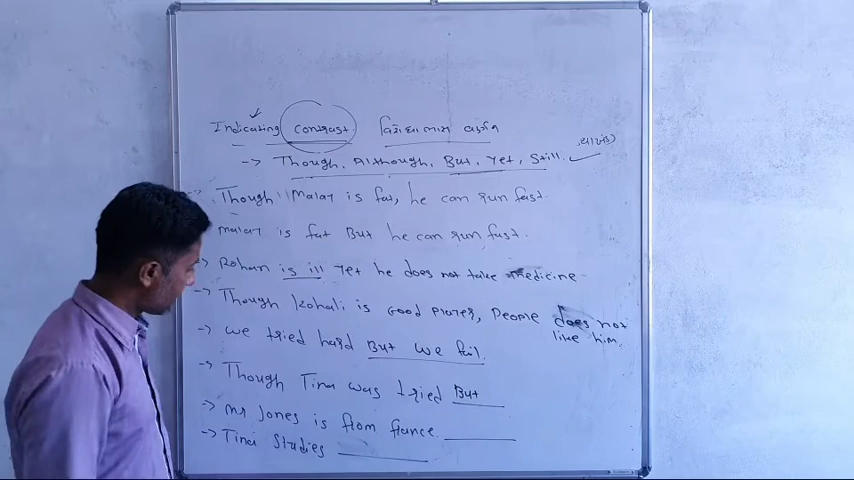 Indicating contrast
-> Though, Although, But, Yet, Still.
Though Malay is fat, he can run fast.
Malay is fat But he can run fast.
-> Rohan is ill Yet he does not take medicine
-> Though Kohali is Good Player, People does not like him.
-> we tried hard But we fail.
-> Though Tina was tried But
-> Mr Jones is from france
-> Tina Studies